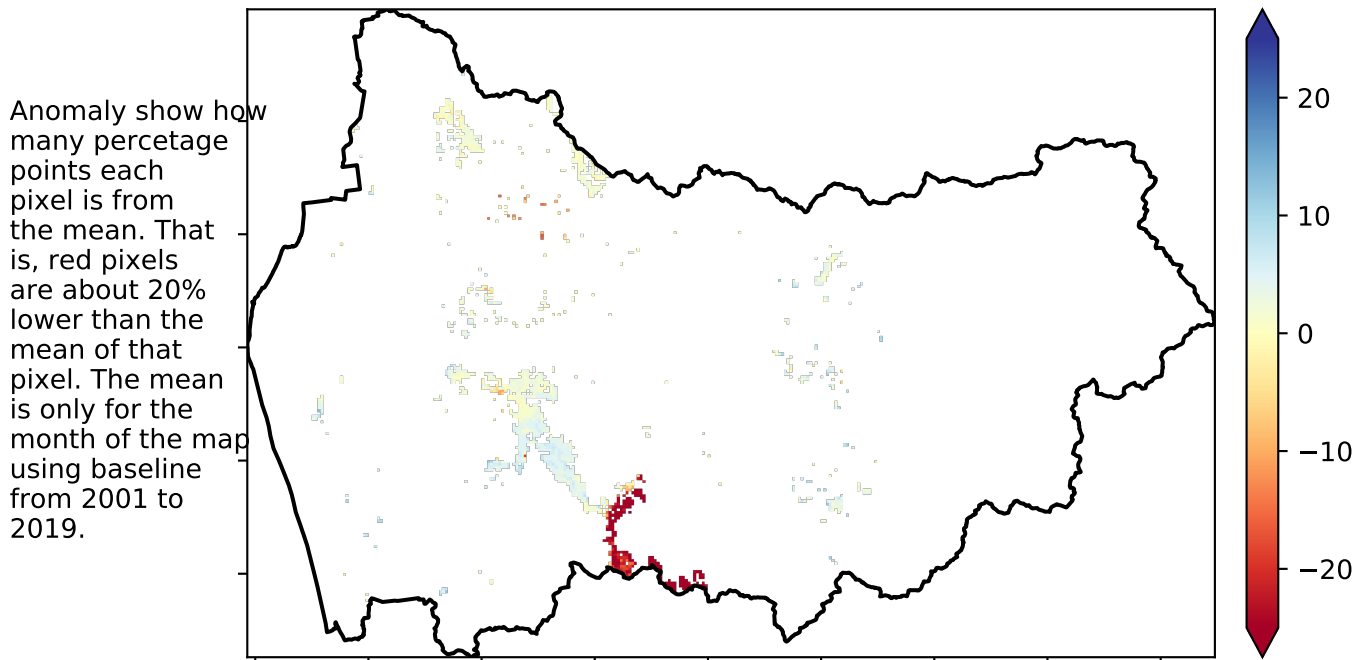 Anomaly show how
many percetage
points each
pixel is from
the mean. That
is, red pixels
are about 20%
lower than the
mean of that
pixel. The mean
is only for the
month of the map
using baseline
from 2001 to
2019.
20
10
0
−10
−20